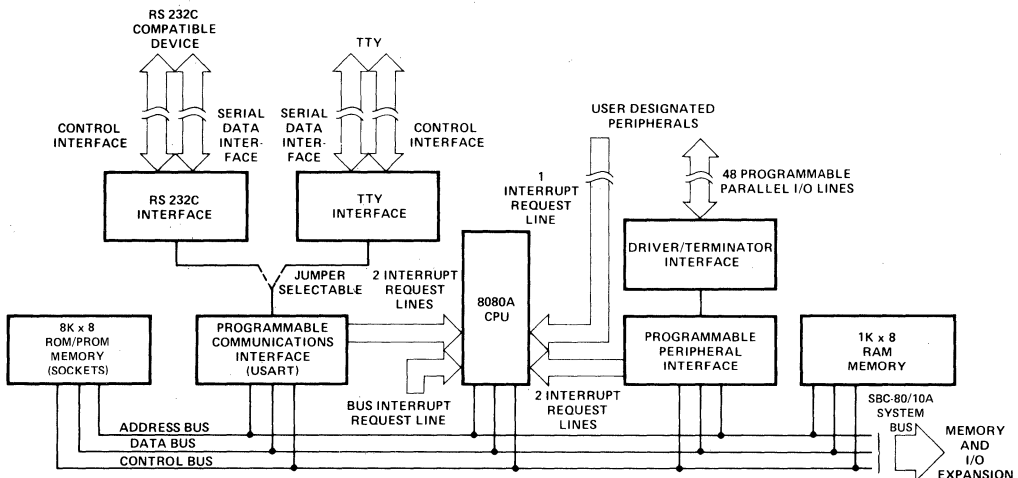 RS 232C
COMPATIBLE
DEVICE
TTY
CONTROL
INTERFACE
SERIAL
DATA
INTER-
FACE
SERIAL
DATA
INTER-
FACE
CONTROL
INTERFACE
USER DESIGNATED
PERIPHERALS
1
INTERRUPT
REQUEST
LINE
48 PROGRAMMABLE
PARALLEL I/O LINES
RS 232C
INTERFACE
TTY
INTERFACE
DRIVER/TERMINATOR
INTERFACE
JUMPER
SELECTABLE
2 INTERRUPT
REQUEST
LINES
8080A
CPU
8K x 8
ROM/PROM
MEMORY
(SOCKETS)
PROGRAMMABLE
COMMUNICATIONS
INTERFACE
(USART)
PROGRAMMABLE
PERIPHERAL
INTERFACE
1K x 8
RAM
MEMORY
BUS INTERRUPT
REQUEST LINE
2 INTERRUPT
REQUEST
LINES
SBC-80/10A
SYSTEM
BUS
ADDRESS BUS
DATA BUS
CONTROL BUS
MEMORY
AND
I/O
EXPANSION